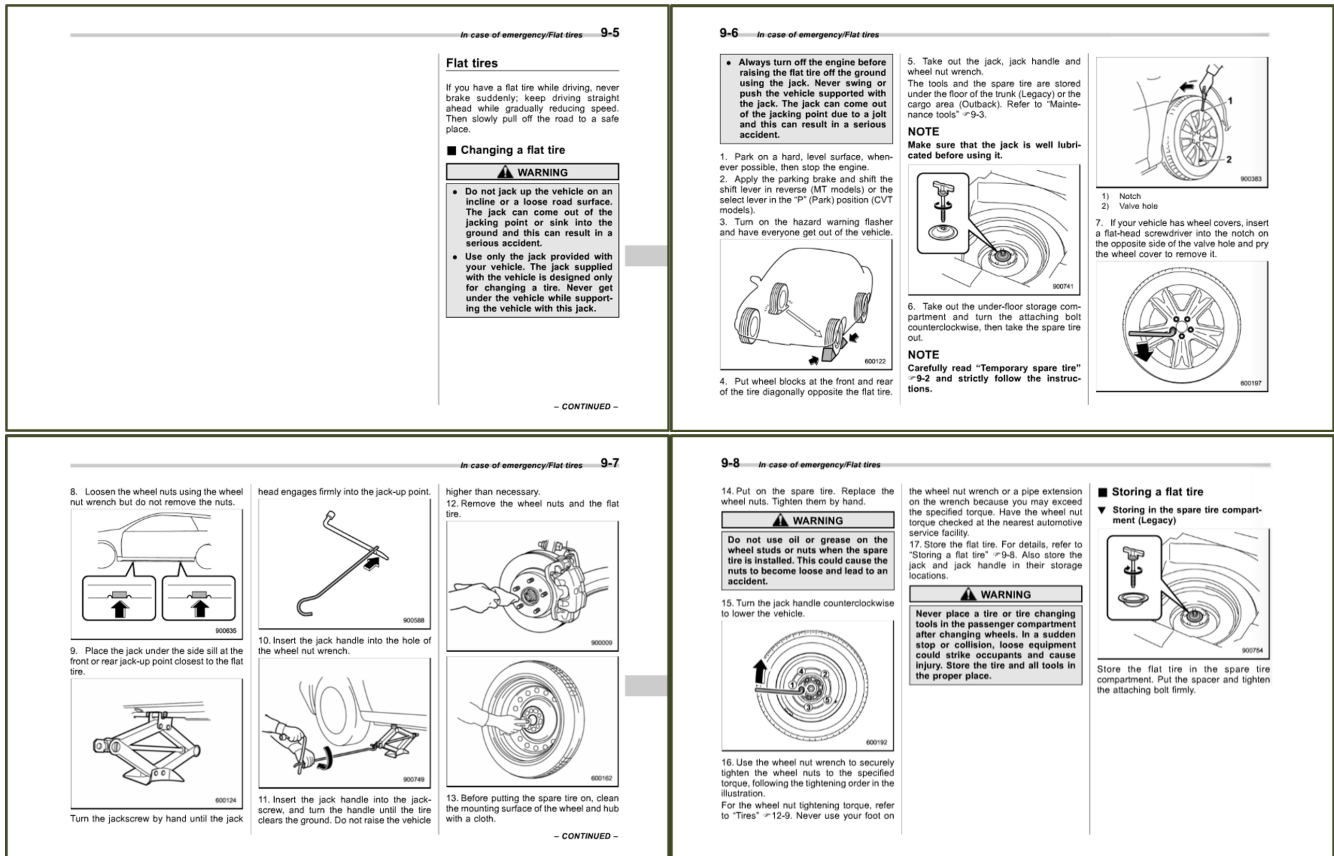 In case of emergency/Flat tires 9-5
Flat tires
If you have a flat tire while driving, never
brake suddenly; keep driving straight
ahead while gradually reducing speed.
Then slowly pull off the road to a safe
place.
■ Changing a flat tire
WARNING
● Do not jack up the vehicle on an
incline or a loose road surface.
The jack can come out of the
jacking point or sink into the
ground and this can result in a
serious accident.
● Use only the jack provided with
your vehicle. The jack supplied
with the vehicle is designed only
for changing a tire. Never get
under the vehicle while support-
ing the vehicle with this jack.
– CONTINUED –
9-6 In case of emergency/Flat tires
● Always turn off the engine before
raising the flat tire off the ground
using the jack. Never swing or
push the vehicle supported with
the jack. The jack can come out
of the jacking point due to a jolt
and this can result in a serious
accident.
1. Park on a hard, level surface, when-
ever possible, then stop the engine.
2. Apply the parking brake and shift the
shift lever in reverse (MT models) or the
select lever in the “P” (Park) position (CVT
models).
3. Turn on the hazard warning flasher
and have everyone get out of the vehicle.
600122
4. Put wheel blocks at the front and rear
of the tire diagonally opposite the flat tire.
5. Take out the jack, jack handle and
wheel nut wrench.
The tools and the spare tire are stored
under the floor of the trunk (Legacy) or the
cargo area (Outback). Refer to “Mainte-
nance tools” ☞9-3.
NOTE
Make sure that the jack is well lubri-
cated before using it.
900741
6. Take out the under-floor storage com-
partment and turn the attaching bolt
counterclockwise, then take the spare tire
out.
NOTE
Carefully read “Temporary spare tire”
☞9-2 and strictly follow the instruc-
tions.
1
2
900383
1) Notch
2) Valve hole
7. If your vehicle has wheel covers, insert
a flat-head screwdriver into the notch on
the opposite side of the valve hole and pry
the wheel cover to remove it.
600197
In case of emergency/Flat tires 9-7
8. Loosen the wheel nuts using the wheel
nut wrench but do not remove the nuts.
900635
9. Place the jack under the side sill at the
front or rear jack-up point closest to the flat
tire.
600124
Turn the jackscrew by hand until the jack
head engages firmly into the jack-up point.
900588
10. Insert the jack handle into the hole of
the wheel nut wrench.
900749
11. Insert the jack handle into the jack-
screw, and turn the handle until the tire
clears the ground. Do not raise the vehicle
higher than necessary.
12. Remove the wheel nuts and the flat
tire.
900009
600162
13. Before putting the spare tire on, clean
the mounting surface of the wheel and hub
with a cloth.
– CONTINUED –
9-8 In case of emergency/Flat tires
14. Put on the spare tire. Replace the
wheel nuts. Tighten them by hand.
WARNING
Do not use oil or grease on the
wheel studs or nuts when the spare
tire is installed. This could cause the
nuts to become loose and lead to an
accident.
15. Turn the jack handle counterclockwise
to lower the vehicle.
4
2
1
5
3
600192
16. Use the wheel nut wrench to securely
tighten the wheel nuts to the specified
torque, following the tightening order in the
illustration.
For the wheel nut tightening torque, refer
to “Tires” ☞12-9. Never use your foot on
the wheel nut wrench or a pipe extension
on the wrench because you may exceed
the specified torque. Have the wheel nut
torque checked at the nearest automotive
service facility.
17. Store the flat tire. For details, refer to
“Storing a flat tire” ☞9-8. Also store the
jack and jack handle in their storage
locations.
WARNING
Never place a tire or tire changing
tools in the passenger compartment
after changing wheels. In a sudden
stop or collision, loose equipment
could strike occupants and cause
injury. Store the tire and all tools in
the proper place.
■ Storing a flat tire
▼ Storing in the spare tire compart-
ment (Legacy)
900754
Store the flat tire in the spare tire
compartment. Put the spacer and tighten
the attaching bolt firmly.